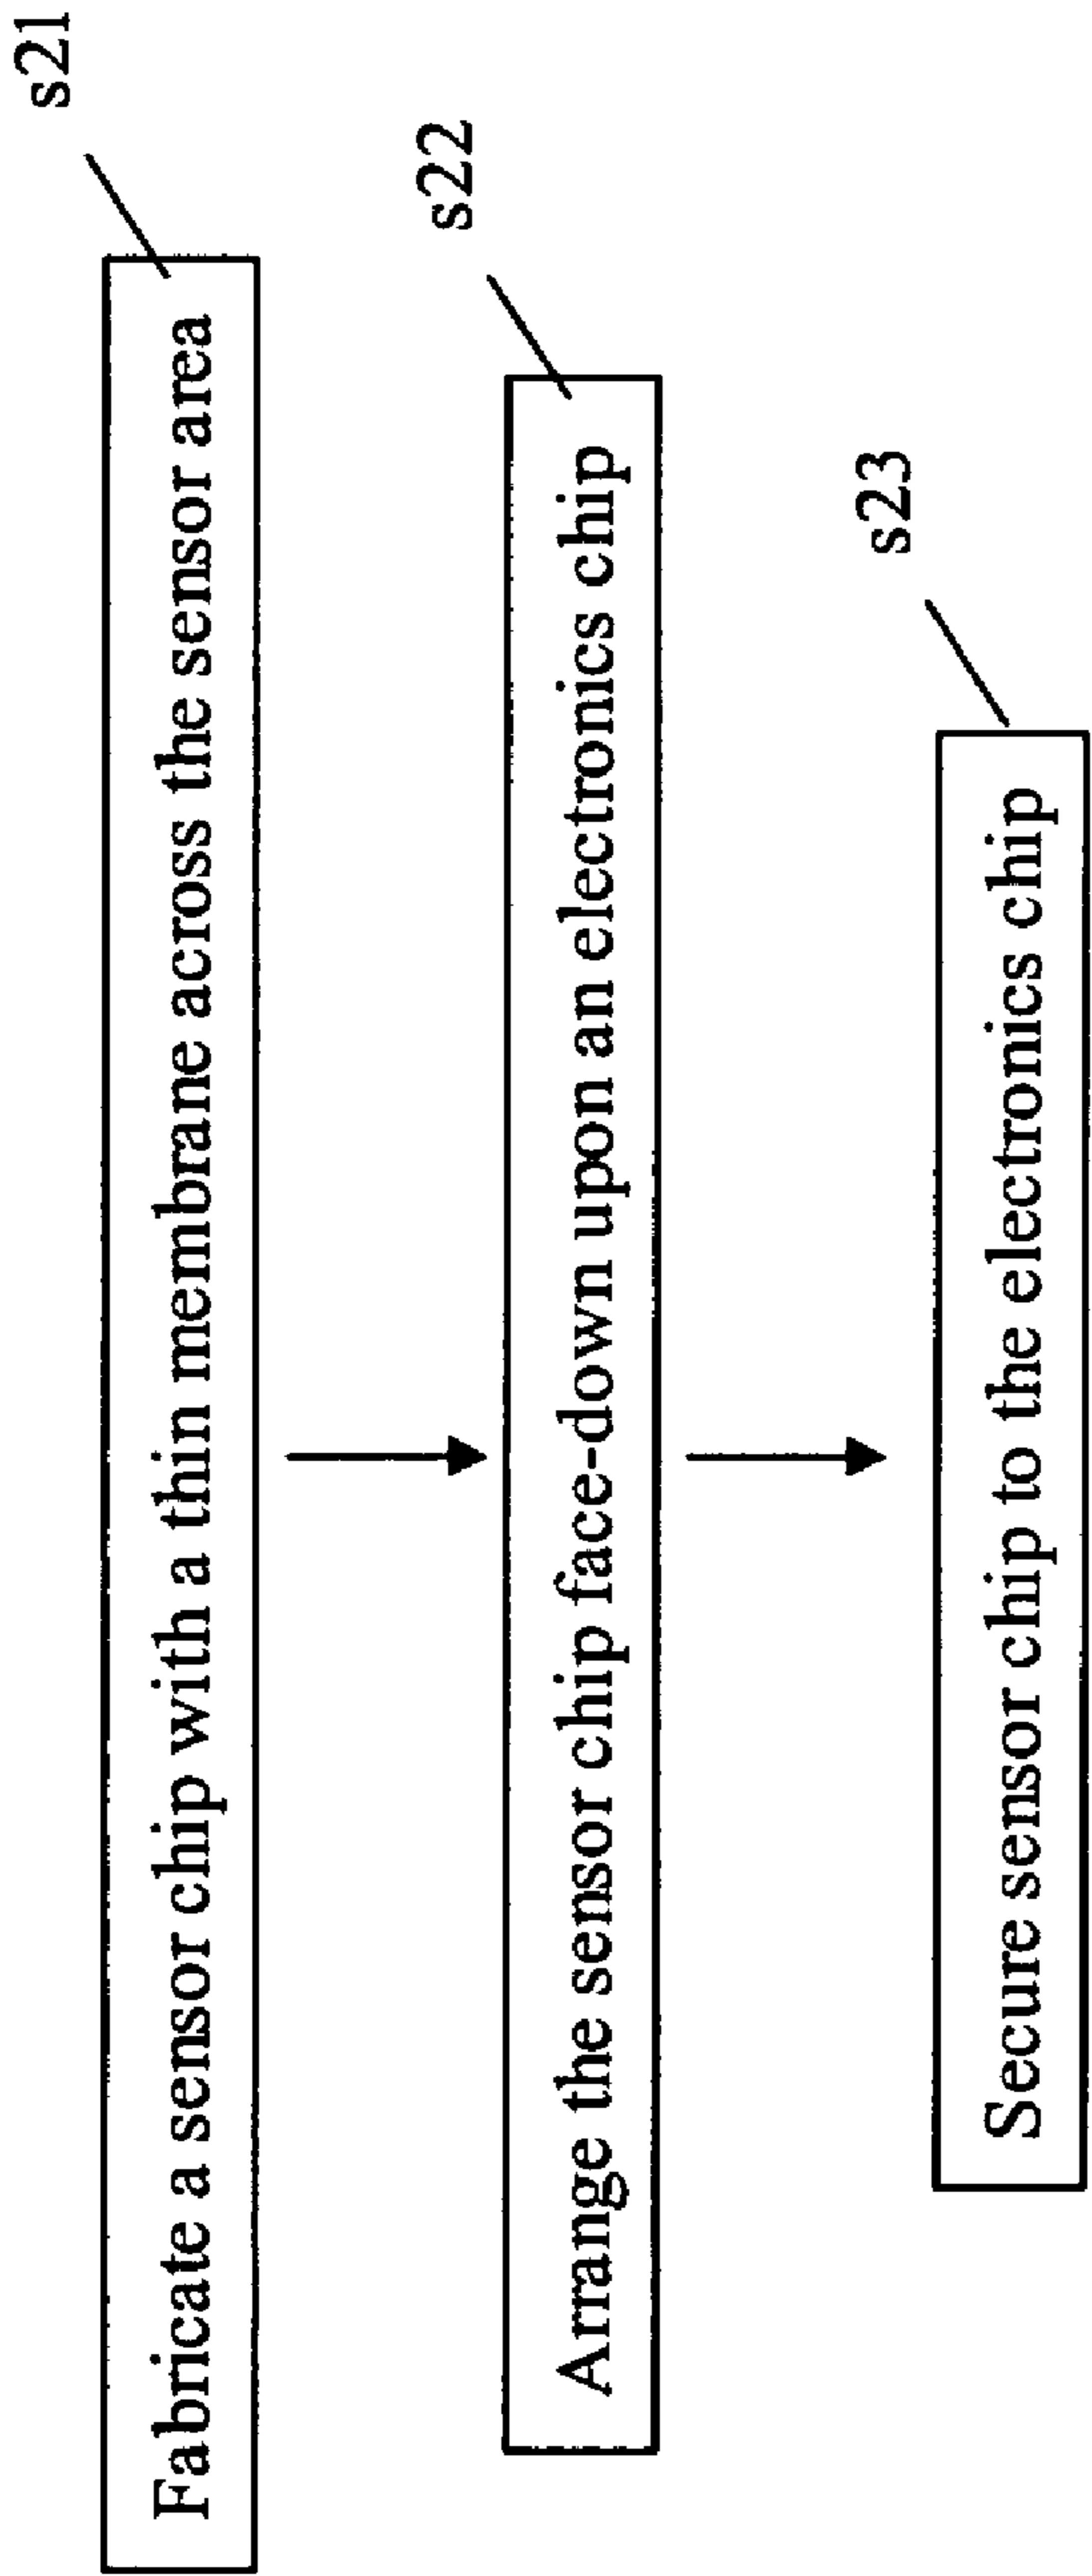 s21
Fabricate a sensor chip with a thin membrane across the sensor area
s22
Arrange the sensor chip face-down upon an electronics chip
s23
Secure sensor chip to the electronics chip